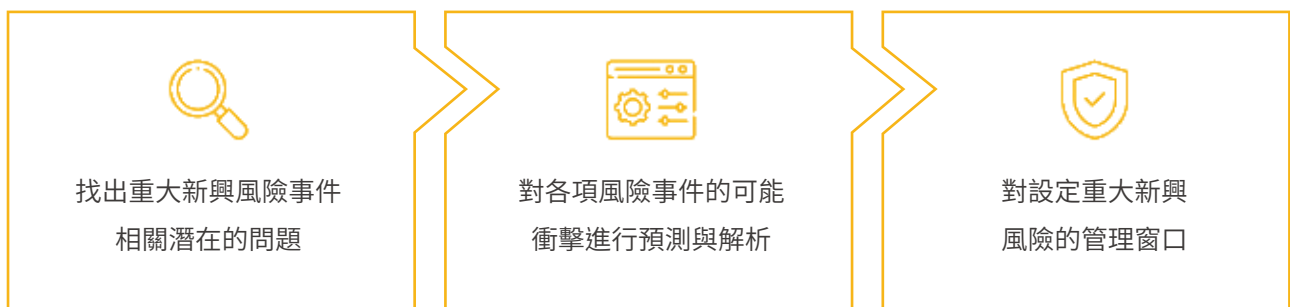 找出重大新興風險事件
相關潛在的問題
對各項風險事件的可能
衝擊進行預測與解析
對設定重大新興
風險的管理窗口